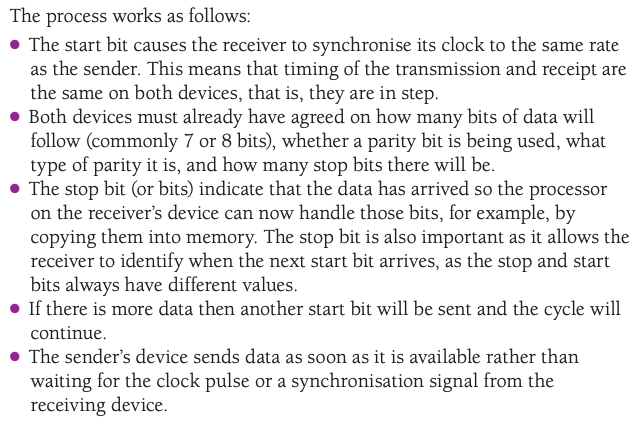 The process works as follows:
● The start bit causes the receiver to synchronise its clock to the same rate
as the sender. This means that timing of the transmission and receipt are
the same on both devices, that is, they are in step.
● Both devices must already have agreed on how many bits of data will
follow (commonly 7 or 8 bits), whether a parity bit is being used, what
type of parity it is, and how many stop bits there will be.
● The stop bit (or bits) indicate that the data has arrived so the processor
on the receiver's device can now handle those bits, for example, by
copying them into memory. The stop bit is also important as it allows the
receiver to identify when the next start bit arrives, as the stop and start
bits always have different values.
● If there is more data then another start bit will be sent and the cycle will
continue.
● The sender's device sends data as soon as it is available rather than
waiting for the clock pulse or a synchronisation signal from the
receiving device.